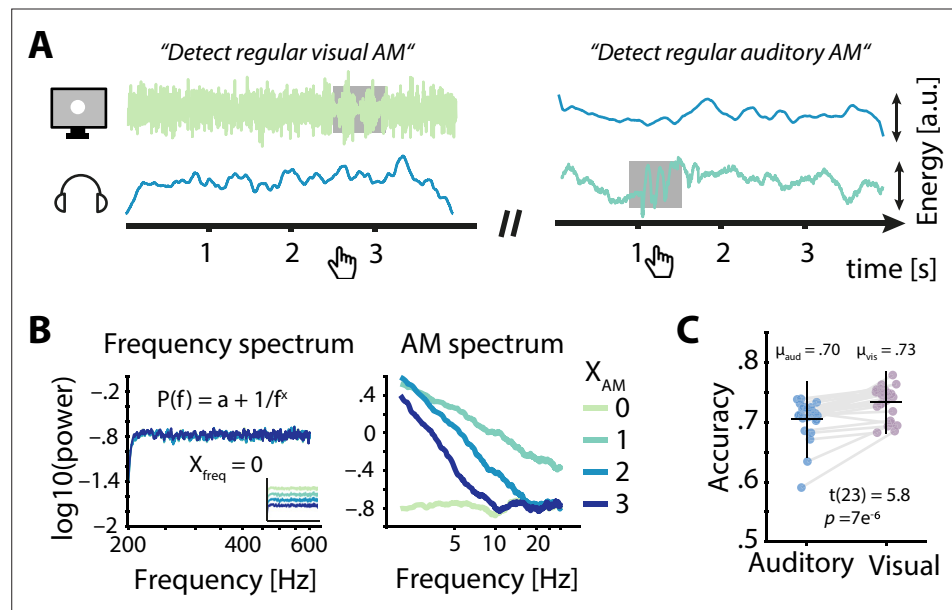 A
“Detect regular visual AM“
“Detect regular auditory AM“
Energy [a.u.]
1 2 3 // 1 2 3
time [s]
B
Frequency spectrum
AM spectrum
log10(power)
-.2
-.8
-1.4
-2
P(f) = a + 1/fˣ
X_freq = 0
200 400 600
Frequency [Hz]
.4
0
-.4
-.8
5 10 20
Frequency [Hz]
X_AM
0
1
2
3
C
Accuracy
.8
.7
.6
.5
μ_aud = .70 μ_vis = .73
t(23) = 5.8
p =7e⁻⁶
Auditory Visual